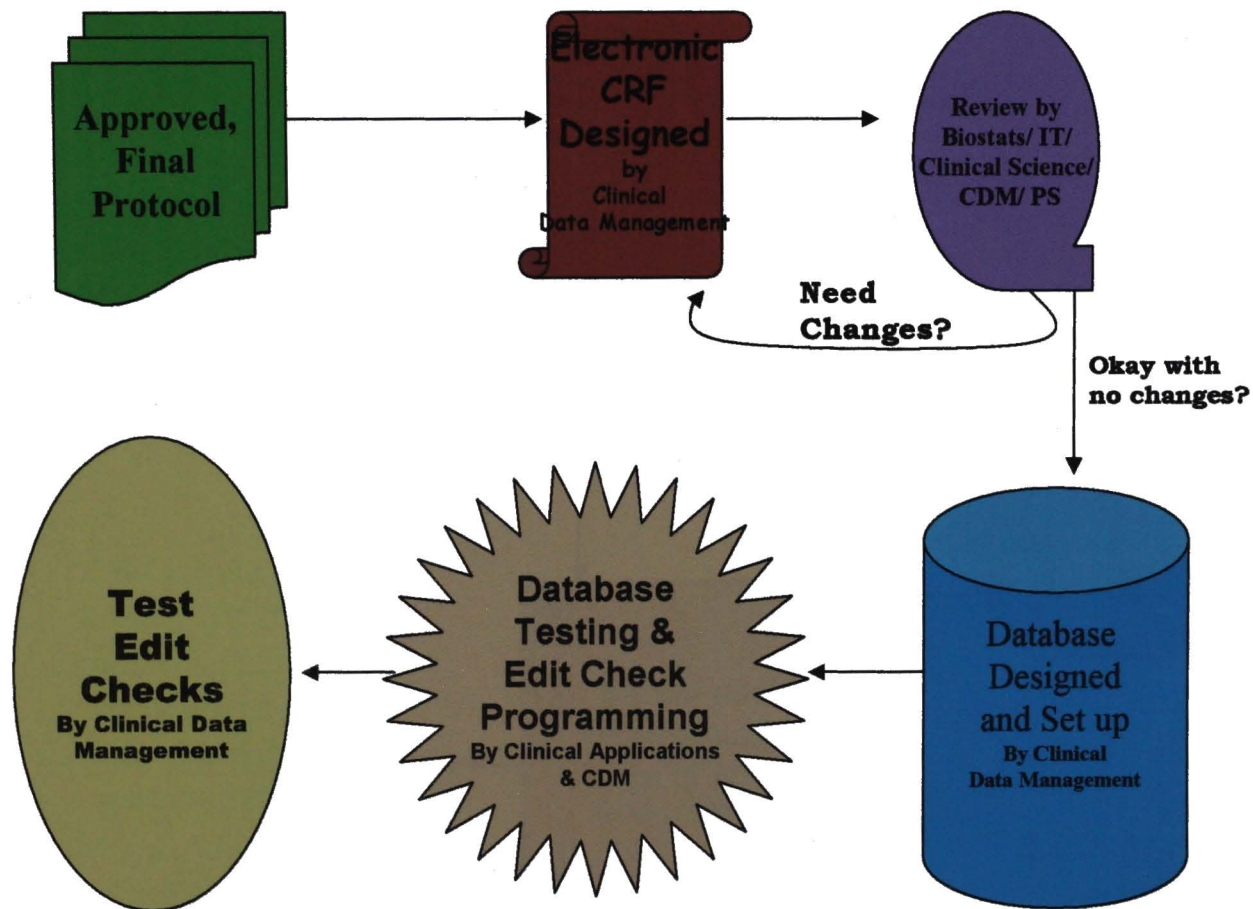 Approved,
Final
Protocol
Electronic
CRF
Designed
by
Clinical
Data Management
Review by
Biostats/ IT/
Clinical Science/
CDM/ PS
Need
Changes?
Okay with
no changes?
Database
Designed
and Set up
By Clinical
Data Management
Database
Testing &
Edit Check
Programming
By Clinical Applications
& CDM
Test
Edit
Checks
By Clinical Data
Management